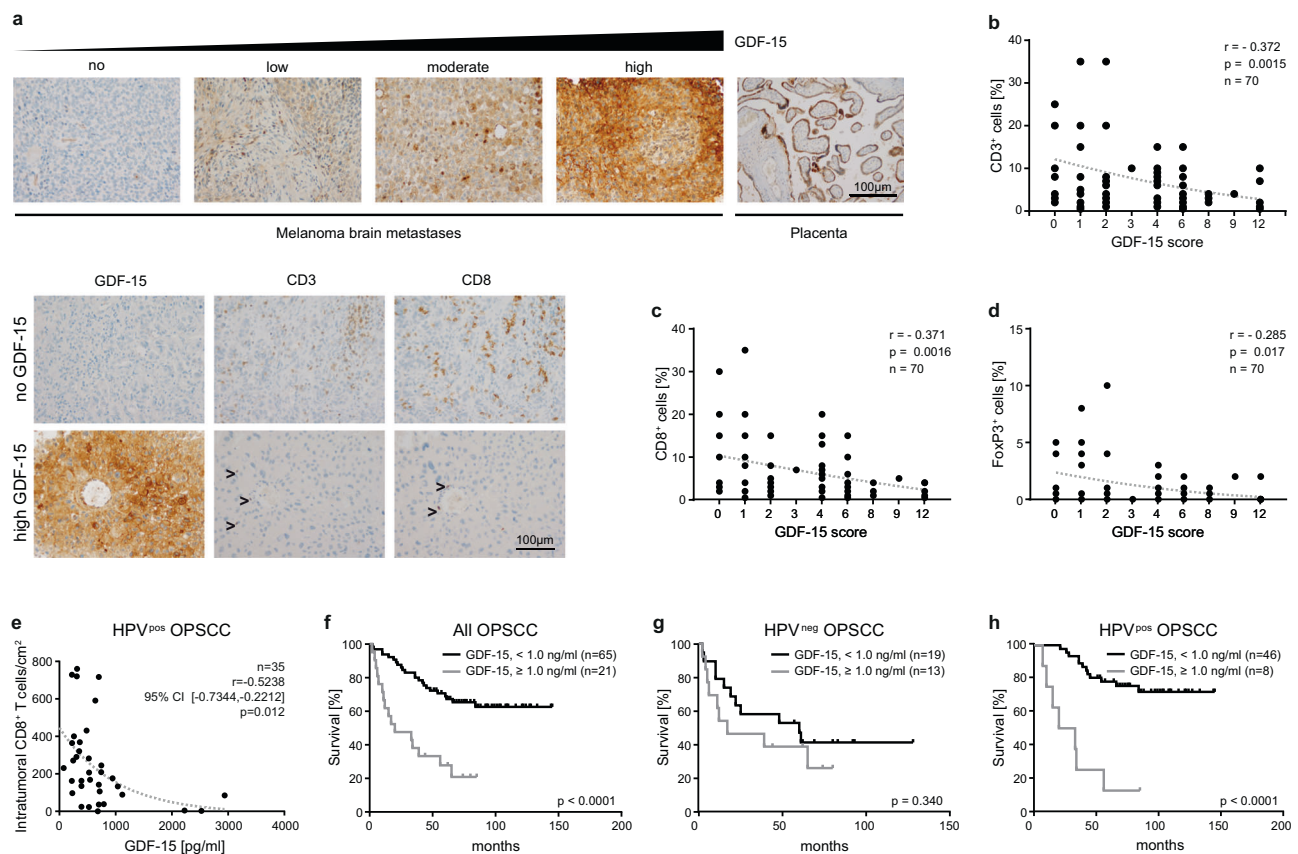 a
GDF-15
no low moderate high
100µm
Melanoma brain metastases Placenta
GDF-15 CD3 CD8
no GDF-15
high GDF-15
> > >
> >
100µm
b
r = - 0.372
p = 0.0015
n = 70
CD3⁺ cells [%]
40
30
20
10
0
0 1 2 3 4 6 8 9 12
GDF-15 score
c
r = - 0.371
p = 0.0016
n = 70
CD8⁺ cells [%]
40
30
20
10
0
0 1 2 3 4 6 8 9 12
GDF-15 score
d
r = - 0.285
p = 0.017
n = 70
FoxP3⁺ cells [%]
15
10
5
0
0 1 2 3 4 6 8 9 12
GDF-15 score
e
HPVᵖᵒˢ OPSCC
n=35
r=-0.5238
95% CI [-0.7344,-0.2212]
p=0.012
Intratumoral CD8⁺ T cells/cm²
800
600
400
200
0
0 1000 2000 3000 4000
GDF-15 [pg/ml]
f
All OPSCC
GDF-15, < 1.0 ng/ml (n=65)
GDF-15, ≥ 1.0 ng/ml (n=21)
Survival [%]
100
80
60
40
20
0
p < 0.0001
0 50 100 150 200
months
g
HPVⁿᵉᵍ OPSCC
GDF-15, < 1.0 ng/ml (n=19)
GDF-15, ≥ 1.0 ng/ml (n=13)
Survival [%]
100
80
60
40
20
0
p = 0.340
0 50 100 150
months
h
HPVᵖᵒˢ OPSCC
GDF-15, < 1.0 ng/ml (n=46)
GDF-15, ≥ 1.0 ng/ml (n=8)
Survival [%]
100
80
60
40
20
0
p < 0.0001
0 50 100 150 200
months